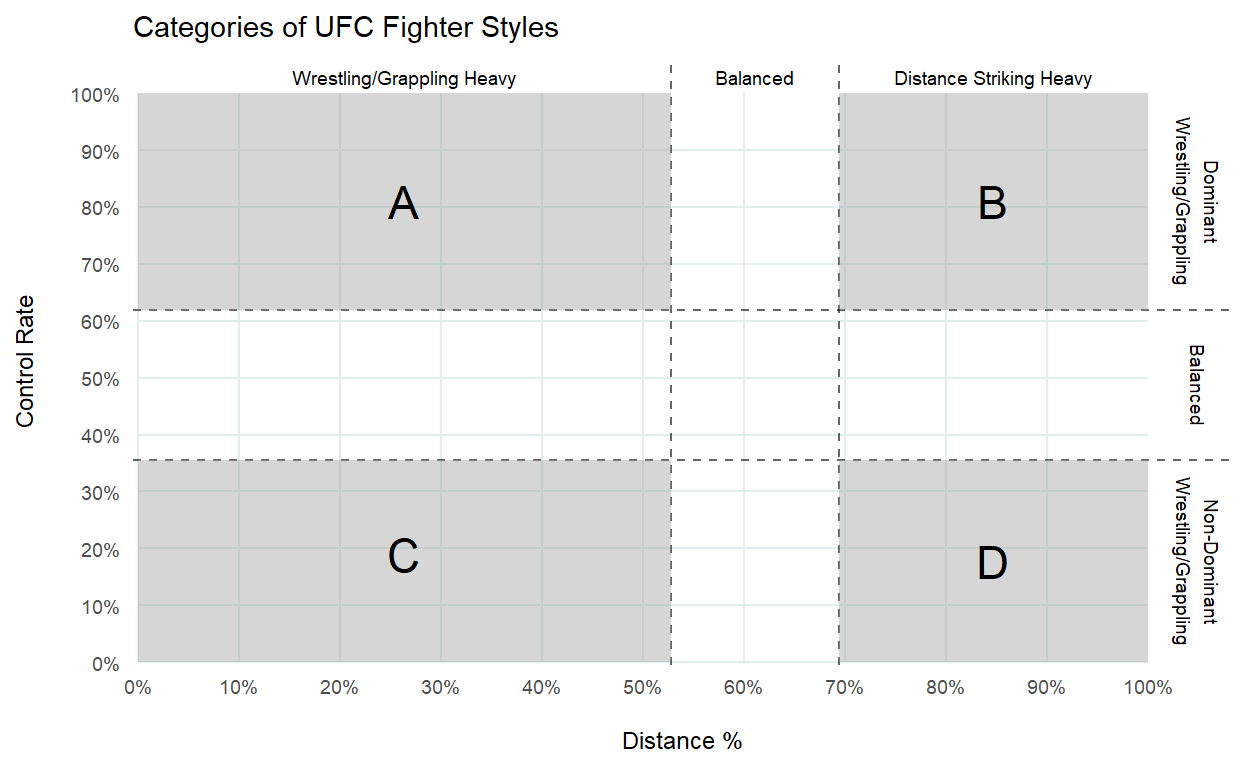 Categories of UFC Fighter Styles
Wrestling/Grappling Heavy
Balanced
Distance Striking Heavy
100%
90%
80%
70%
60%
50%
40%
30%
20%
10%
0%
Control Rate
A
B
C
D
Dominant
Wrestling/Grappling
Balanced
Non-Dominant
Wrestling/Grappling
0%
10%
20%
30%
40%
50%
60%
70%
80%
90%
100%
Distance %